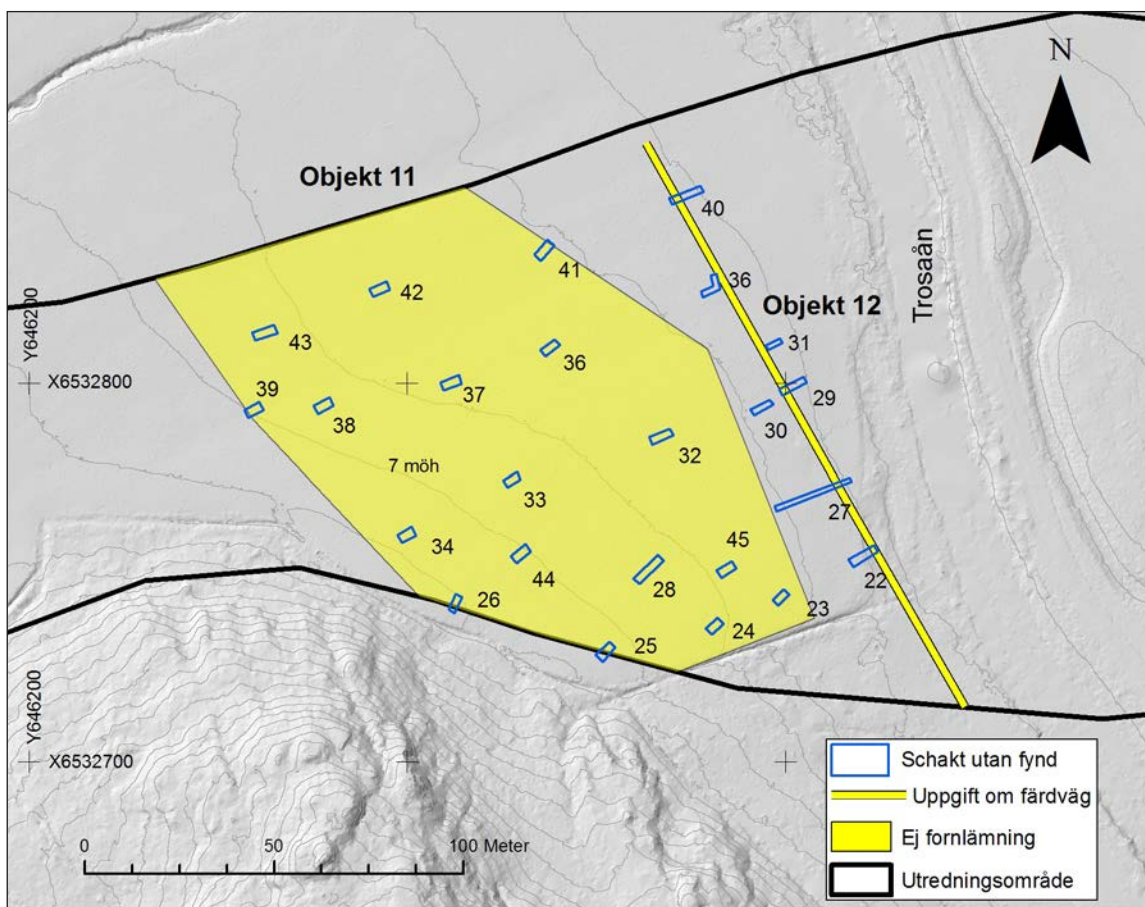 N
Objekt 11
40
41
Trosaån
42
36
Objekt 12
43
31
36
Y646200
X6532800
37
29
39
38
30
32
7 möh
33
27
45
34
44
22
28
23
26
24
25
Y646200
X6532700
Schakt utan fynd
Uppgift om färdväg
Ej fornlämning
Utredningsområde
0 50 100 Meter